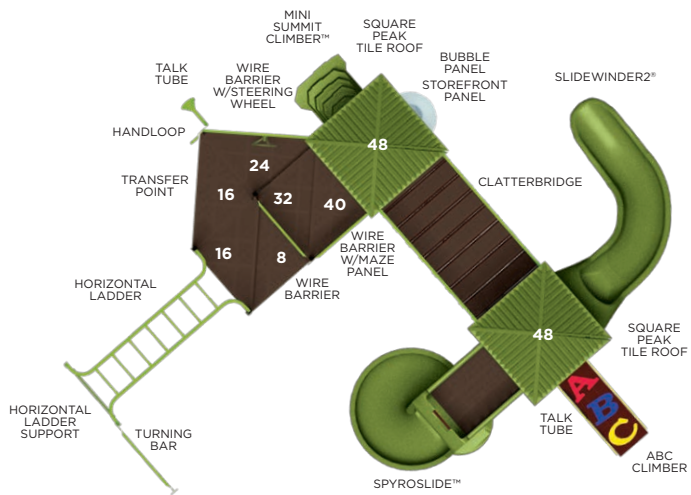 MINI
SUMMIT
CLIMBER™
SQUARE
PEAK
TILE ROOF
BUBBLE
PANEL
STOREFRONT
PANEL
SLIDEWINDER2®
TALK
TUBE
WIRE
BARRIER
W/STEERING
WHEEL
HANDLOOP
48
24
TRANSFER
POINT
16
32
40
CLATTERBRIDGE
16
8
WIRE
BARRIER
W/MAZE
PANEL
WIRE
BARRIER
HORIZONTAL
LADDER
48
SQUARE
PEAK
TILE ROOF
HORIZONTAL
LADDER
SUPPORT
TURNING
BAR
TALK
TUBE
ABC
ABC
CLIMBER
SPYROSLIDE™